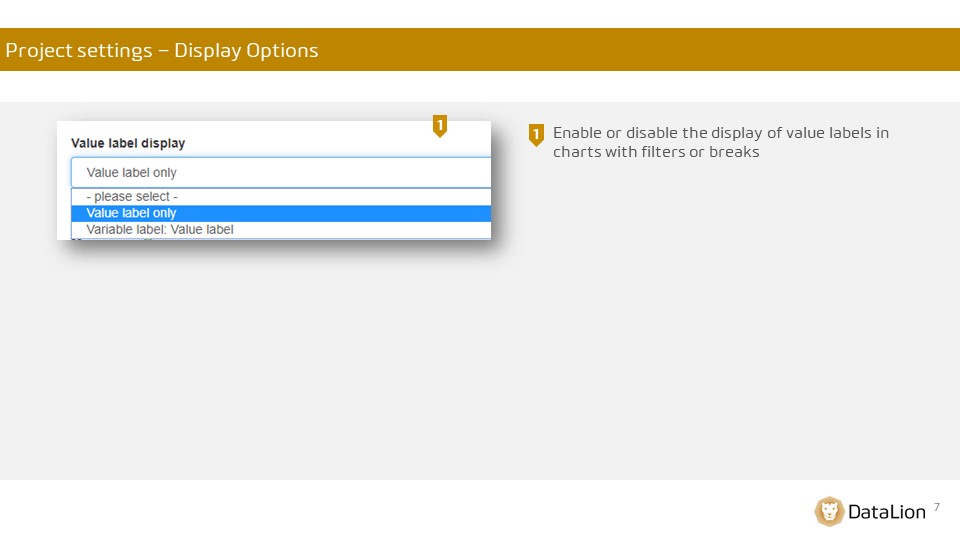 Project settings – Display Options
1
Value label display
Value label only
- please select -
Value label only
Variable label: Value label
1 Enable or disable the display of value labels in
charts with filters or breaks
DataLion 7